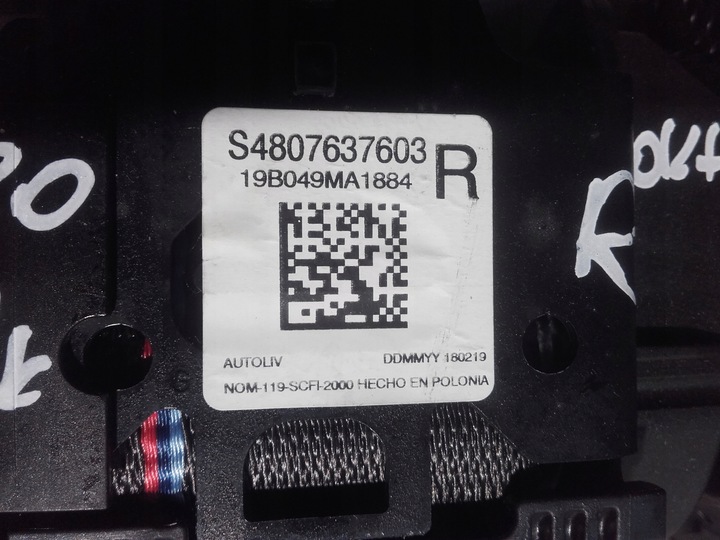 S4807637603
19B049MA1884
R
AUTOLIV DDMMYY 180219
NOM-119-SCFI-2000 HECHO EN POLONIA
R